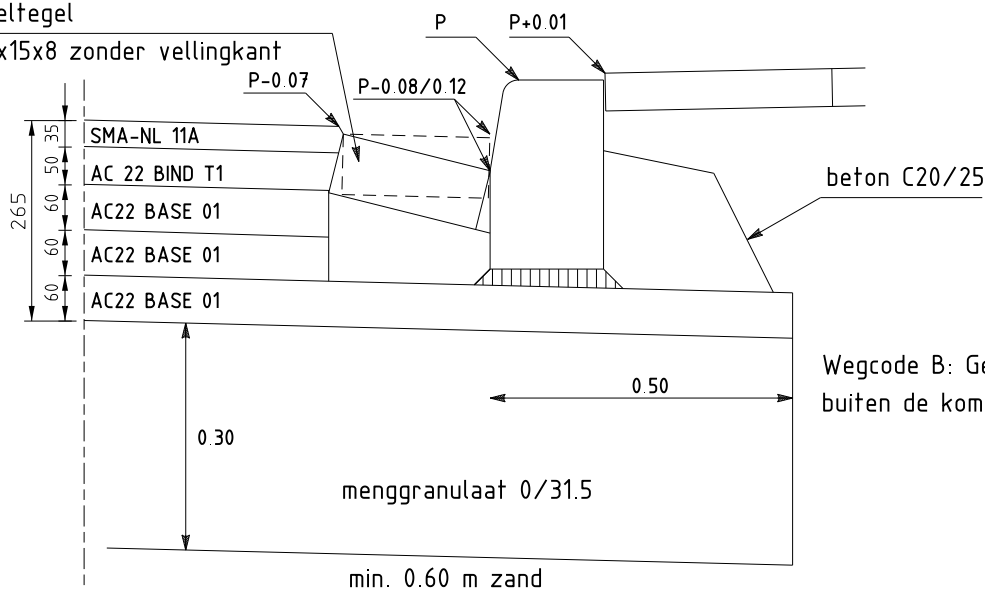 eltegel
x15x8 zonder vellingkant
P
P+0.01
P-0.07
P-0.08/0.12
35
SMA-NL 11A
50
AC 22 BIND T1
265
60
AC22 BASE 01
60
AC22 BASE 01
60
AC22 BASE 01
beton C20/25
Wegcode B: Ge
buiten de kom
0.50
0.30
menggranulaat 0/31.5
min. 0.60 m zand